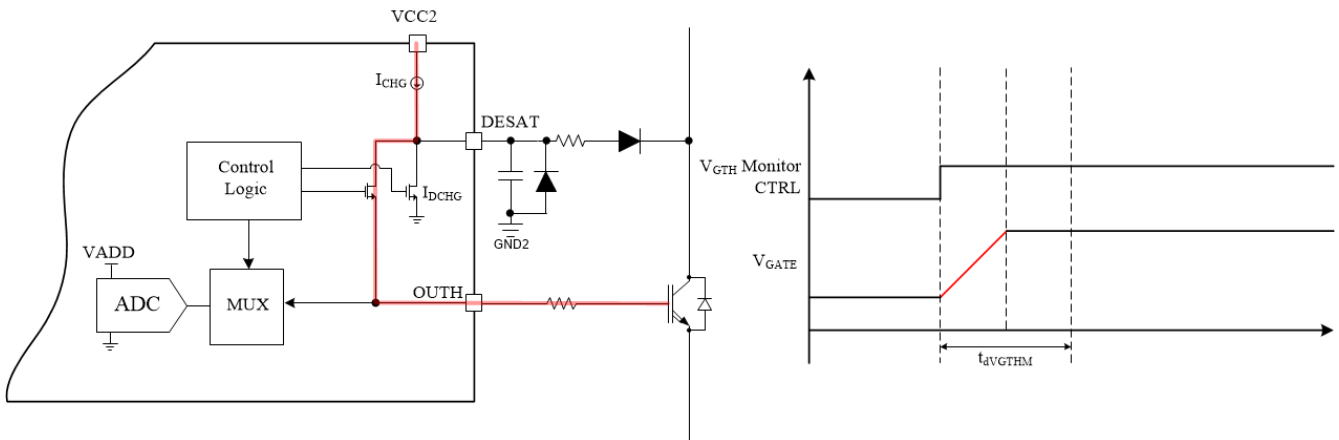 VCC2
ICHG
DESAT
Control
Logic
IDCHG
GND2
VADD
ADC
MUX
OUTH
VGTH Monitor
CTRL
VGATE
tdVGTHM